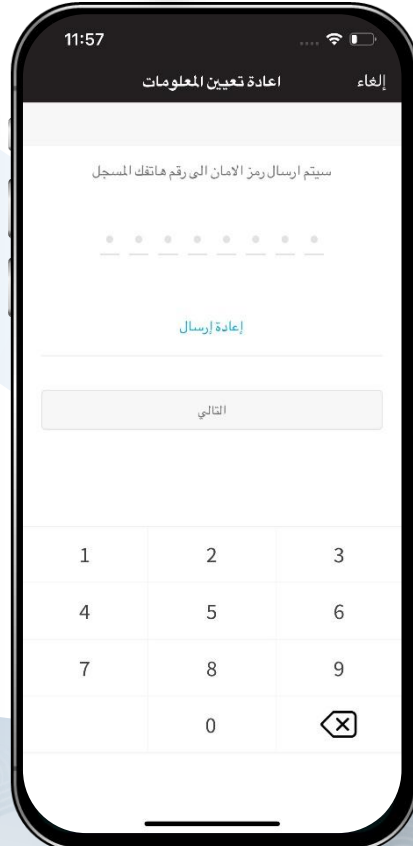 11:57
إلغاء
اعادة تعيين المعلومات
سيتم ارسال رمز الامان الى رقم هاتفك المسجل
إعادة إرسال
التالي
1 2 3
4 5 6
7 8 9
0